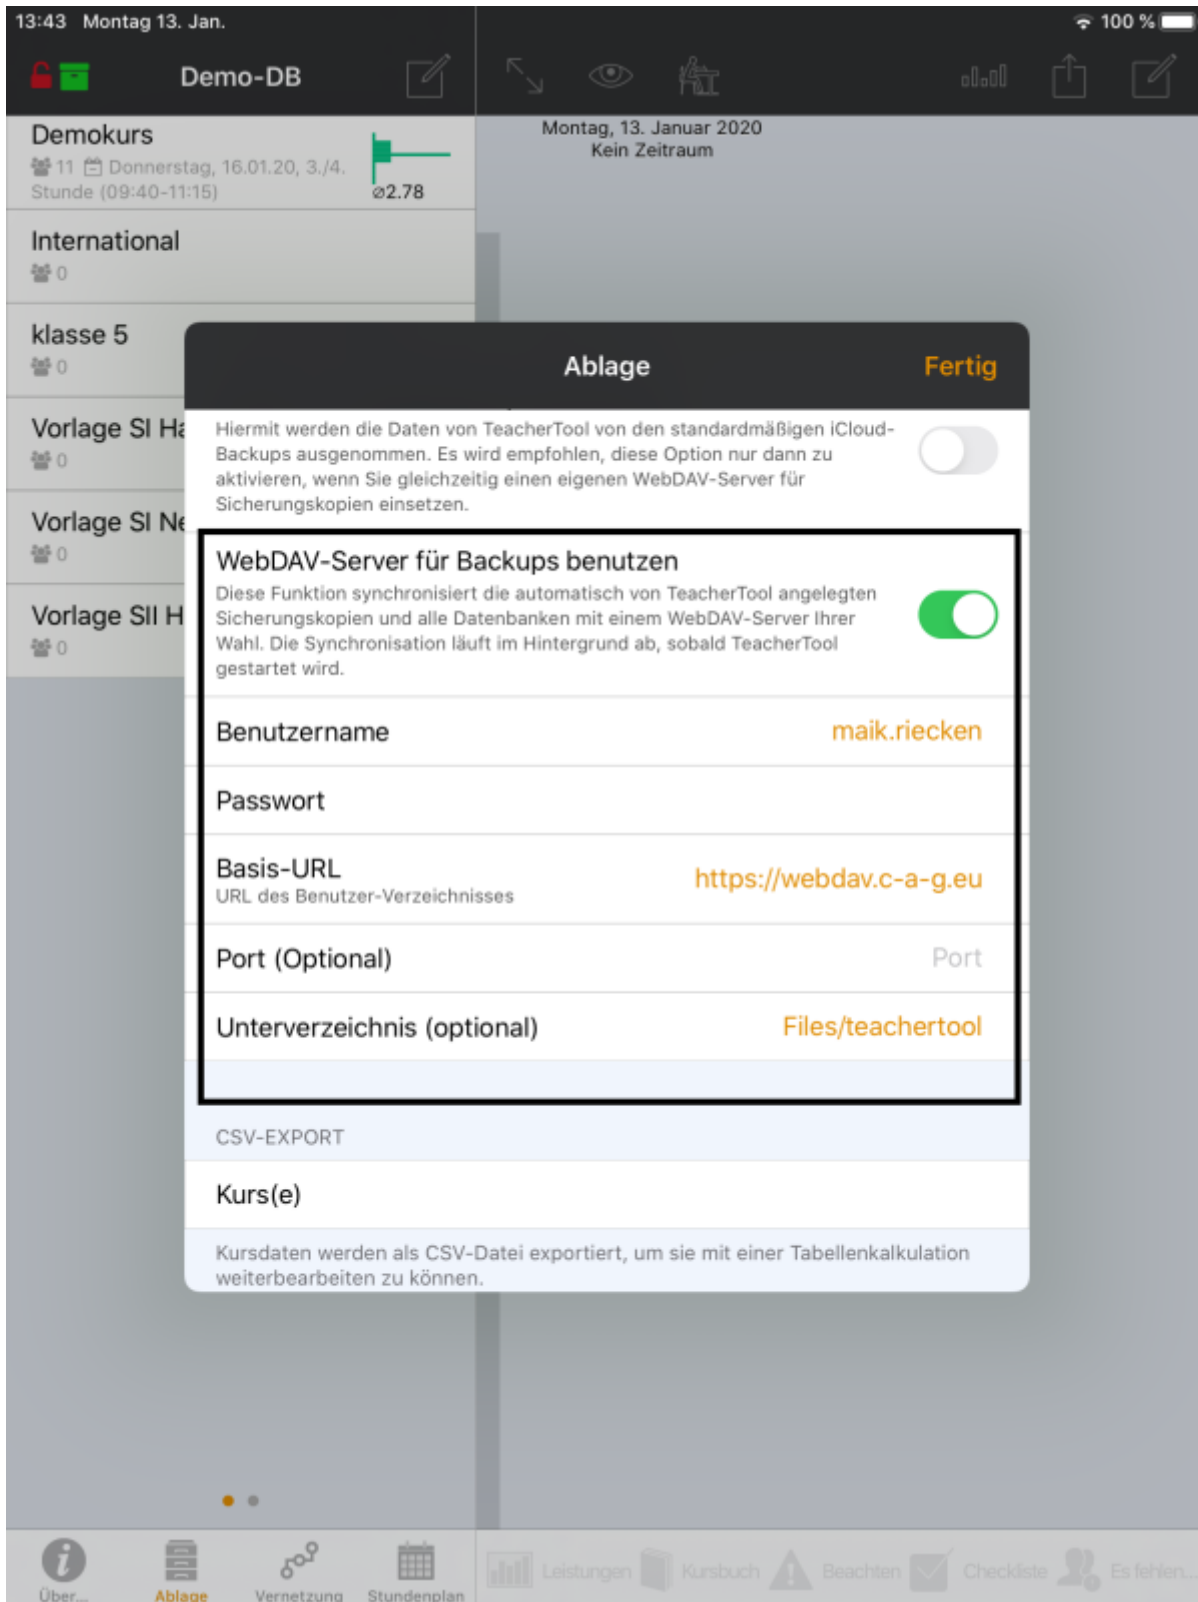 13:43 Montag 13. Jan.
100 %
Demo-DB
Demokurs
11 Donnerstag, 16.01.20, 3./4.
Stunde (09:40-11:15)
⌀2.78
International
0
klasse 5
0
Vorlage SI Ha
0
Vorlage SI Ne
0
Vorlage SII H
0
Montag, 13. Januar 2020
Kein Zeitraum
Ablage
Fertig
Hiermit werden die Daten von TeacherTool von den standardmäßigen iCloud-
Backups ausgenommen. Es wird empfohlen, diese Option nur dann zu
aktivieren, wenn Sie gleichzeitig einen eigenen WebDAV-Server für
Sicherungskopien einsetzen.
WebDAV-Server für Backups benutzen
Diese Funktion synchronisiert die automatisch von TeacherTool angelegten
Sicherungskopien und alle Datenbanken mit einem WebDAV-Server Ihrer
Wahl. Die Synchronisation läuft im Hintergrund ab, sobald TeacherTool
gestartet wird.
Benutzername
maik.riecken
Passwort
Basis-URL
URL des Benutzer-Verzeichnisses
https://webdav.c-a-g.eu
Port (Optional)
Port
Unterverzeichnis (optional)
Files/teachertool
CSV-EXPORT
Kurs(e)
Kursdaten werden als CSV-Datei exportiert, um sie mit einer Tabellenkalkulation
weiterbearbeiten zu können.
Über...
Ablage
Vernetzung
Stundenplan
Leistungen
Kursbuch
Beachten
Checkliste
Es fehlen...